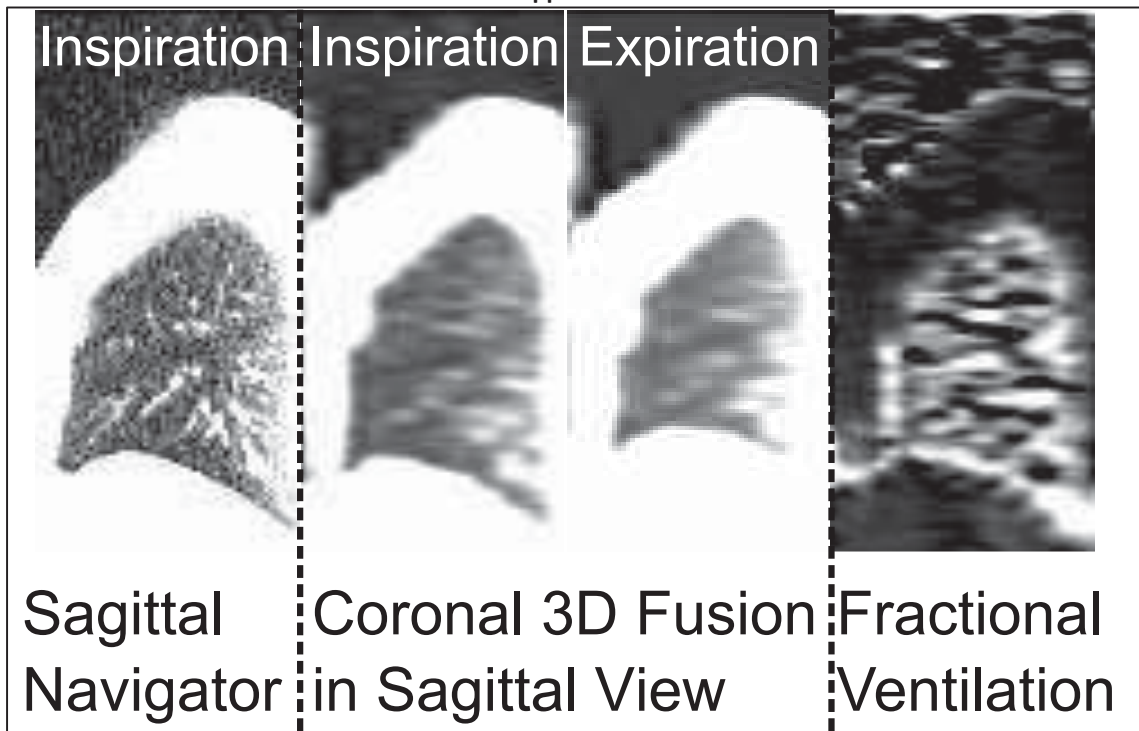 Inspiration Inspiration Expiration
Sagittal Navigator
Coronal 3D Fusion in Sagittal View
Fractional Ventilation